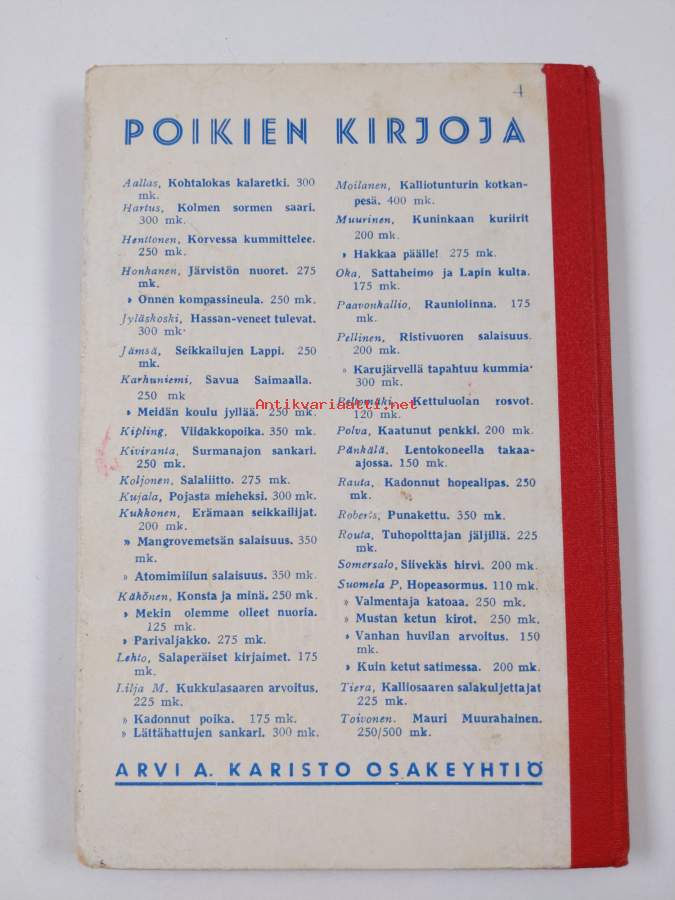 4
POIKIEN KIRJOJA
Aallas, Kohtalokas kalaretki. 300
mk.
Hartus, Kolmen sormen saari.
300 mk.
Henttonen, Korvessa kummittelee.
250 mk.
Honkanen, Järvistön nuoret. 275
mk.
» Onnen kompassineula. 250 mk.
Jyläskoski, Hassan-veneet tulevat.
300 mk.
Jämsä, Seikkailujen Lappi. 250
mk.
Karhuniemi, Savua Saimaalla.
250 mk
» Meidän koulu jyllää. 250 mk.
Kipling, Viidakkopoika. 350 mk.
Kiviranta, Surmanajon sankari.
250 mk.
Koljonen, Salaliitto. 275 mk.
Kujala, Pojasta mieheksi. 300 mk.
Kukkonen, Erämaan seikkailijat.
200 mk.
» Mangrovemetsän salaisuus. 350
mk.
» Atomimiilun salaisuus. 350 mk.
Käkönen, Konsta ja minä. 250 mk.
» Mekin olemme olleet nuoria.
125 mk.
» Parivaljakko. 275 mk.
Lehto, Salaperäiset kirjaimet. 175
mk.
Lilja M. Kukkulasaaren arvoitus.
225 mk.
» Kadonnut poika. 175 mk.
» Lättähattujen sankari. 300 mk.
Moilanen, Kalliotunturin kotkan-
pesä. 400 mk.
Muurinen, Kuninkaan kuriirit
200 mk.
» Hakkaa päälle! 275 mk.
Oka, Sattaheimo ja Lapin kulta.
175 mk.
Paavonkallio, Rauniolinna. 175
mk.
Pellinen, Ristivuoren salaisuus.
200 mk.
» Karujärvellä tapahtuu kummia.
300 mk.
Peltomäki, Kettuluolan rosvot.
120 mk.
Polva, Kaatunut penkki. 200 mk.
Pänkälä, Lentokoneella takaa-
ajossa. 150 mk.
Rauta, Kadonnut hopealipas. 250
mk.
Roberts, Punakettu. 350 mk.
Routa, Tuhopolttajan jäljillä. 225
mk.
Somersalo, Siivekäs hirvi. 200 mk.
Suomela P, Hopeasormus. 110 mk.
» Valmentaja katoaa. 250 mk.
» Mustan ketun kirot. 250 mk.
» Vanhan huvilan arvoitus. 150
mk.
» Kuin ketut satimessa. 200 mk.
Tiera, Kalliosaaren salakuljettajat
225 mk.
Toivonen. Mauri Muurahainen.
250/500 mk.
ARVI A. KARISTO OSAKEYHTIÖ
Antikvariaatti.net